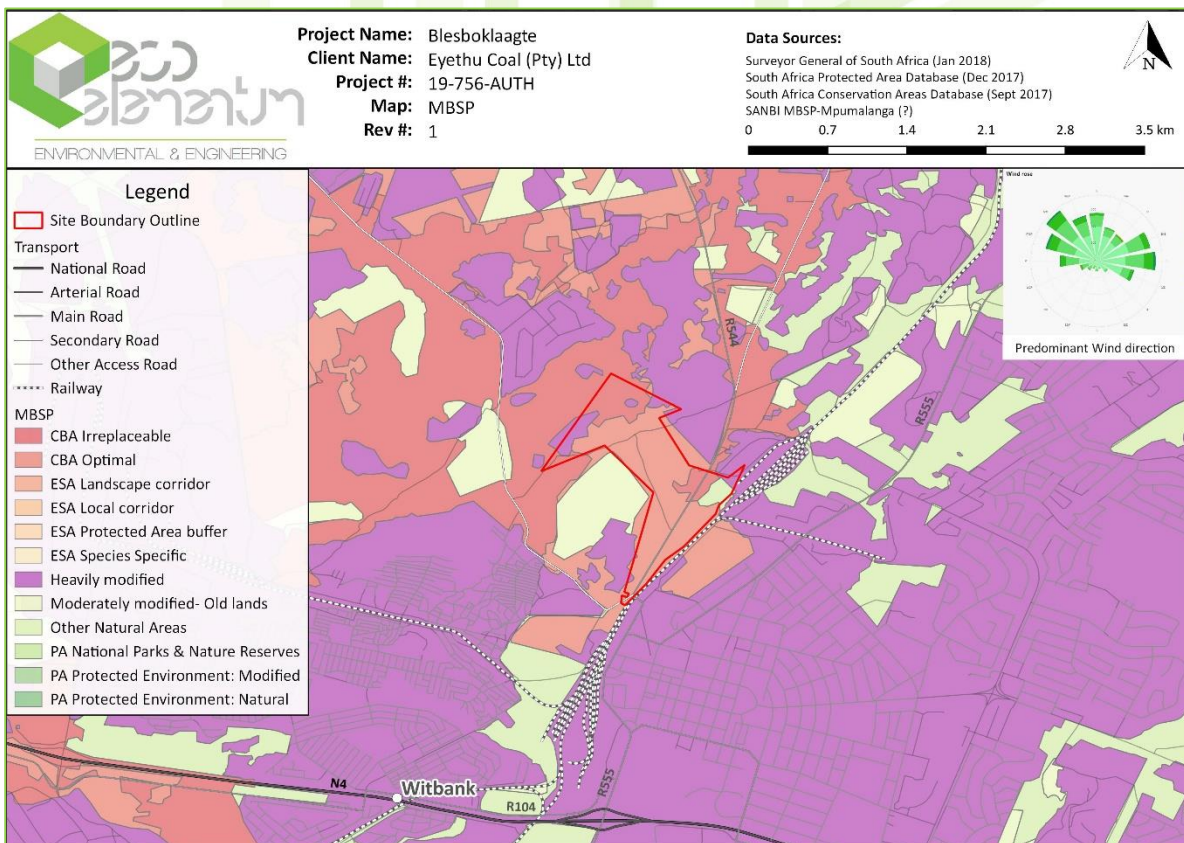 eco
elementum
ENVIRONMENTAL & ENGINEERING
Project Name: Blesboklaagte
Client Name: Eyethu Coal (Pty) Ltd
Project #: 19-756-AUTH
Map: MBSP
Rev #: 1
Data Sources:
Surveyor General of South Africa (Jan 2018)
South Africa Protected Area Database (Dec 2017)
South Africa Conservation Areas Database (Sept 2017)
SANBI MBSP-Mpumalanga (?)
0 0.7 1.4 2.1 2.8 3.5 km
N
Legend
Site Boundary Outline
Transport
National Road
Arterial Road
Main Road
Secondary Road
Other Access Road
Railway
MBSP
CBA Irreplaceable
CBA Optimal
ESA Landscape corridor
ESA Local corridor
ESA Protected Area buffer
ESA Species Specific
Heavily modified
Moderately modified- Old lands
Other Natural Areas
PA National Parks & Nature Reserves
PA Protected Environment: Modified
PA Protected Environment: Natural
Wind rose
Predominant Wind direction
R544
R555
N4
Witbank
R104
R555